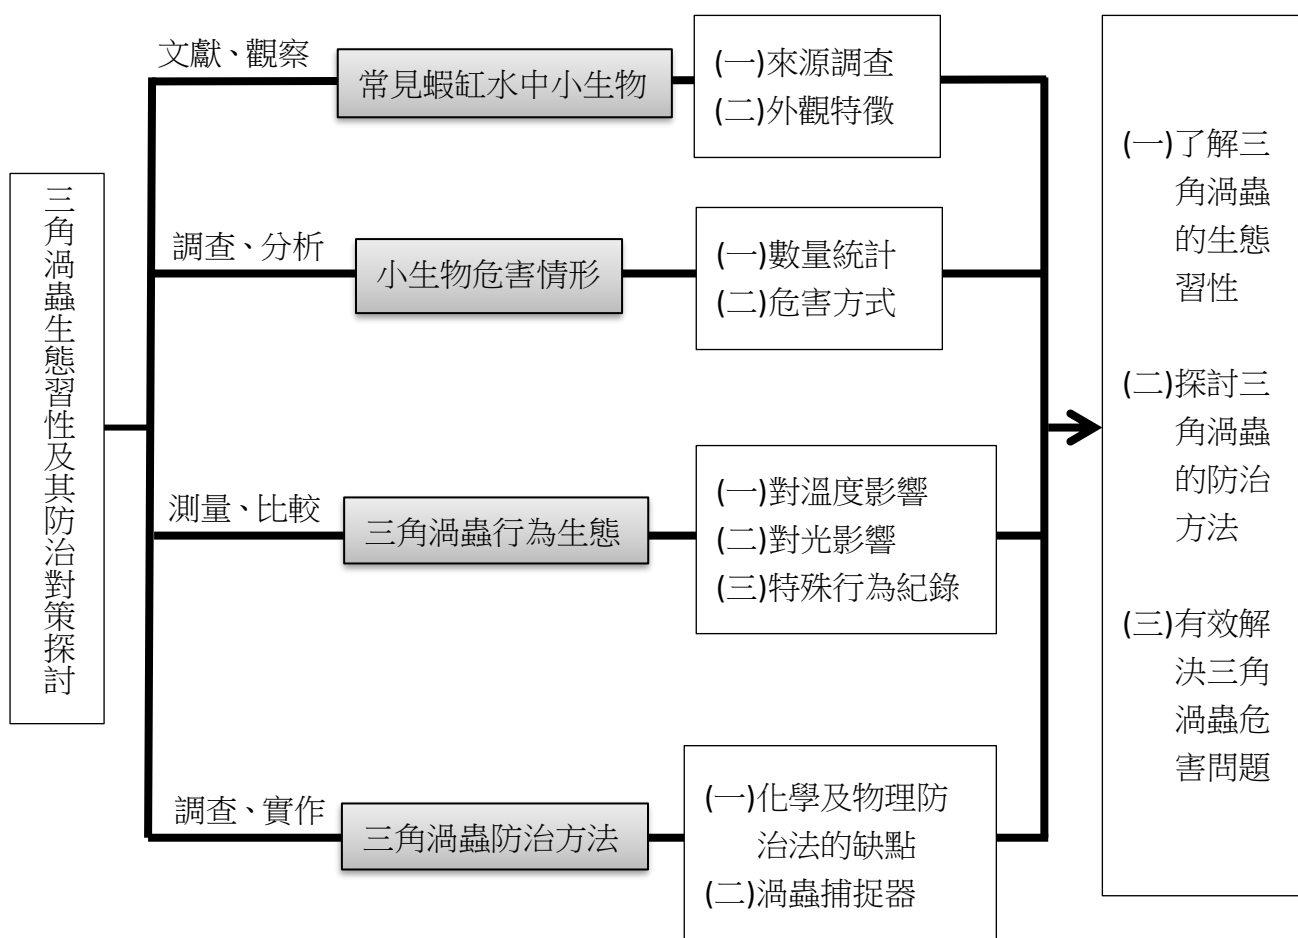 三角渦蟲生態習性及其防治對策探討
文獻、觀察
常見蝦缸水中小生物
(一)來源調查
(二)外觀特徵
調查、分析
小生物危害情形
(一)數量統計
(二)危害方式
測量、比較
三角渦蟲行為生態
(一)對溫度影響
(二)對光影響
(三)特殊行為紀錄
調查、實作
三角渦蟲防治方法
(一)化學及物理防
治法的缺點
(二)渦蟲捕捉器
(一)了解三
角渦蟲
的生態
習性
(二)探討三
角渦蟲
的防治
方法
(三)有效解
決三角
渦蟲危
害問題